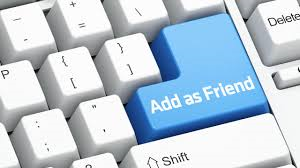 Delete
P
{ [
} ]
: ;
" '
Add as Friend
? /
Shift